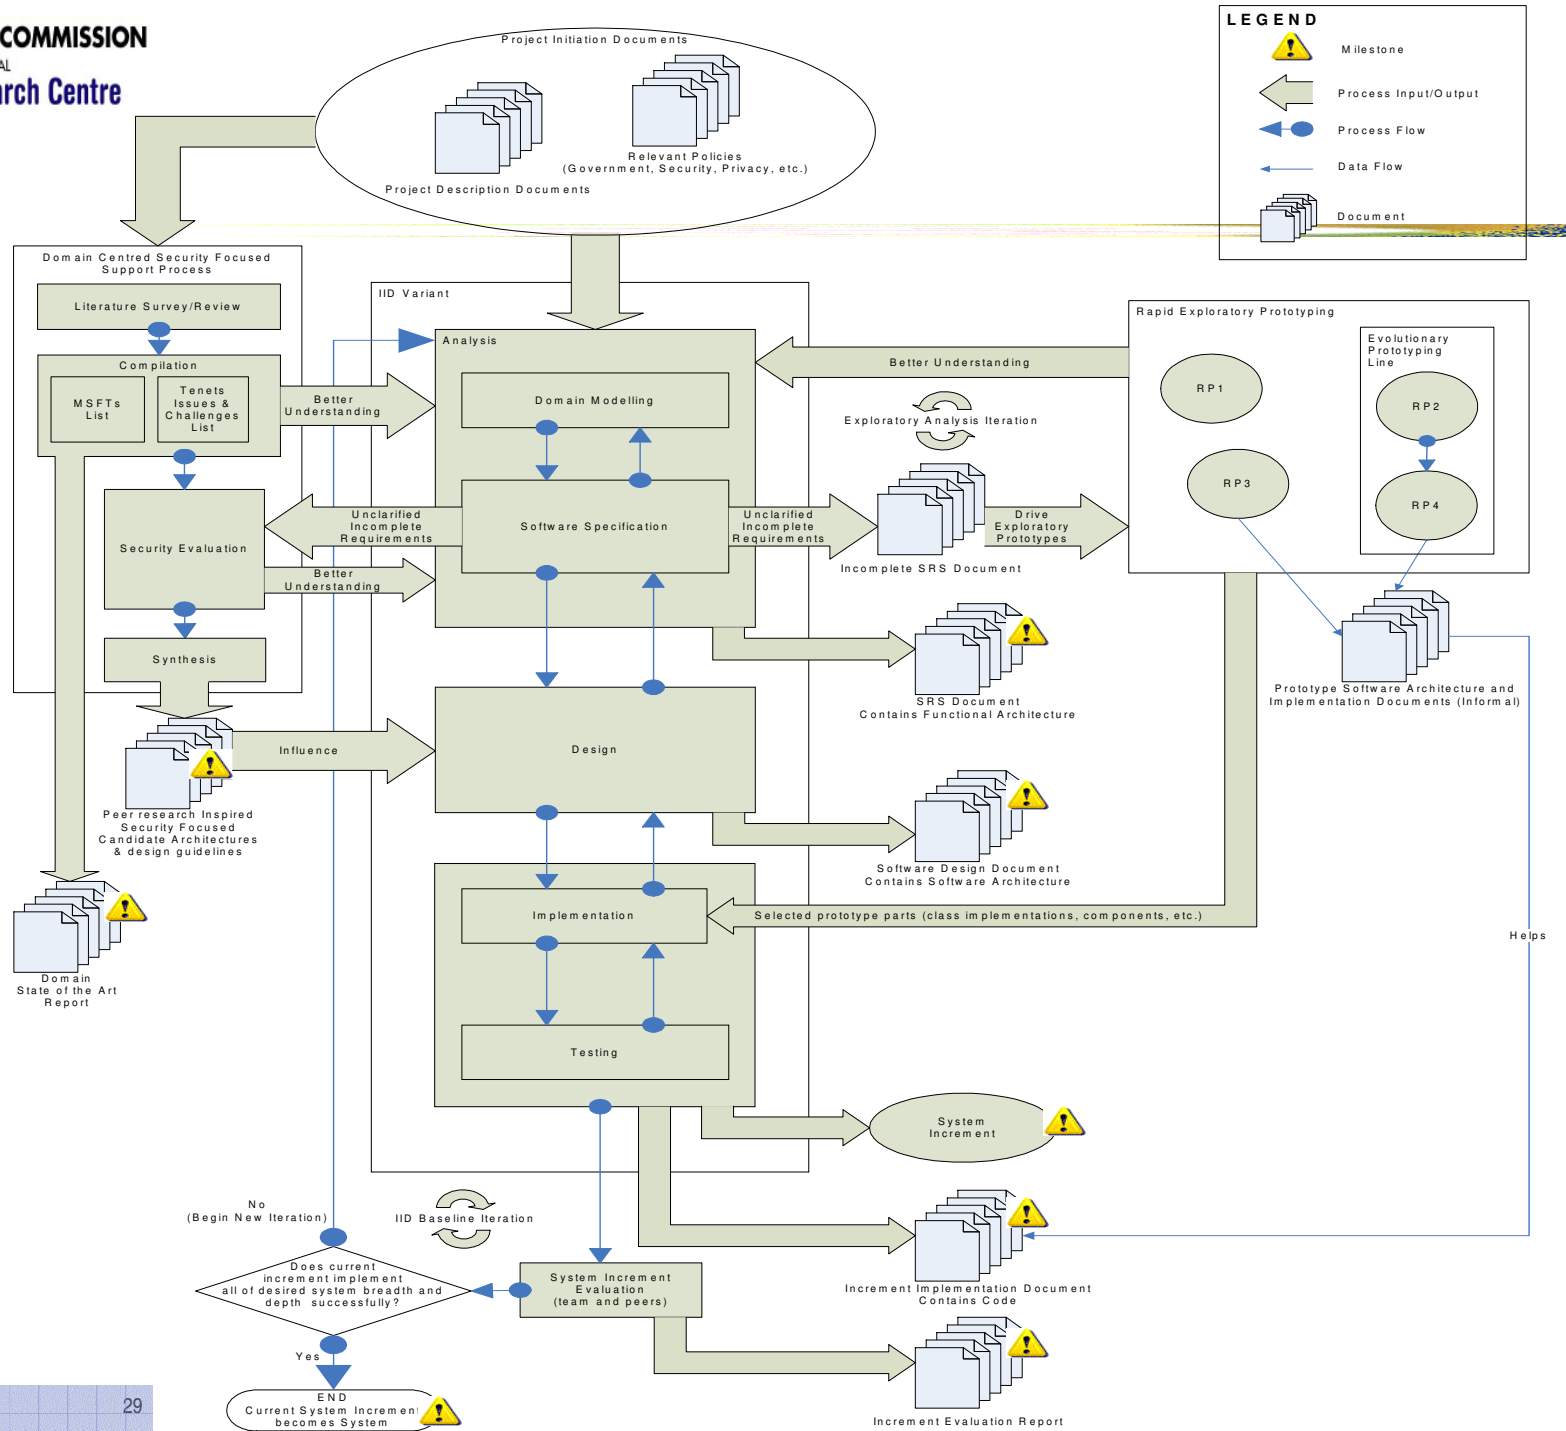 COMMISSION
AL
arch Centre
Project Initiation Documents
Relevant Policies
(Government, Security, Privacy, etc.)
Project Description Documents
LEGEND
Milestone
Process Input/Output
Process Flow
Data Flow
Document
Domain Centred Security Focused
Support Process
Literature Survey/Review
Compilation
MSFTs
List
Tenets
Issues &
Challenges
List
Better
Understanding
Security Evaluation
Unclarified
Incomplete
Requirements
Better
Understanding
Synthesis
Influence
Peer research Inspired
Security Focused
Candidate Architectures
& design guidelines
Domain
State of the Art
Report
IID Variant
Analysis
Domain Modelling
Software Specification
Design
Implementation
Testing
Better Understanding
Exploratory Analysis Iteration
Unclarified
Incomplete
Requirements
Incomplete SRS Document
Drive
Exploratory
Prototypes
Rapid Exploratory Prototyping
Evolutionary
Prototyping
Line
RP1
RP2
RP3
RP4
SRS Document
Contains Functional Architecture
Prototype Software Architecture and
Implementation Documents (Informal)
Software Design Document
Contains Software Architecture
Selected prototype parts (class implementations, components, etc.)
Helps
System
Increment
No
(Begin New Iteration)
IID Baseline Iteration
Does current
increment implement
all of desired system breadth and
depth successfully?
System Increment
Evaluation
(team and peers)
Increment Implementation Document
Contains Code
Yes
END
Current System Increment
becomes System
Increment Evaluation Report
29